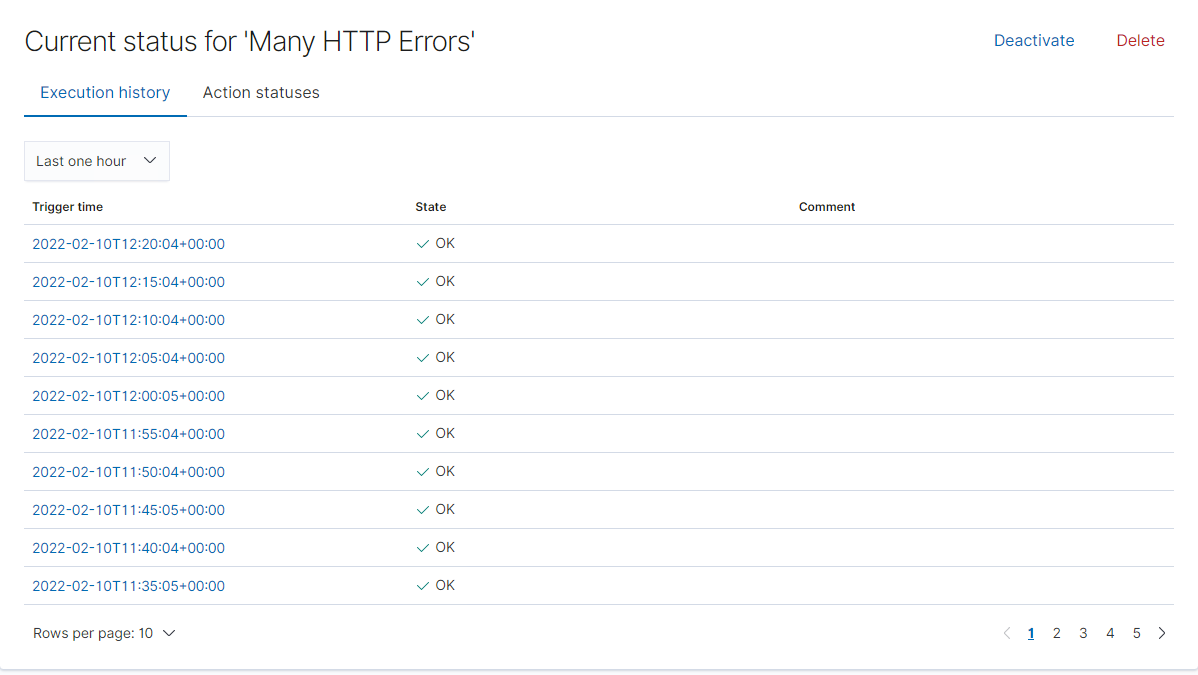 Current status for 'Many HTTP Errors' Deactivate Delete
Execution history Action statuses
Last one hour
Trigger time State Comment
2022-02-10T12:20:04+00:00 OK
2022-02-10T12:15:04+00:00 OK
2022-02-10T12:10:04+00:00 OK
2022-02-10T12:05:04+00:00 OK
2022-02-10T12:00:05+00:00 OK
2022-02-10T11:55:04+00:00 OK
2022-02-10T11:50:04+00:00 OK
2022-02-10T11:45:05+00:00 OK
2022-02-10T11:40:04+00:00 OK
2022-02-10T11:35:05+00:00 OK
Rows per page: 10 1 2 3 4 5